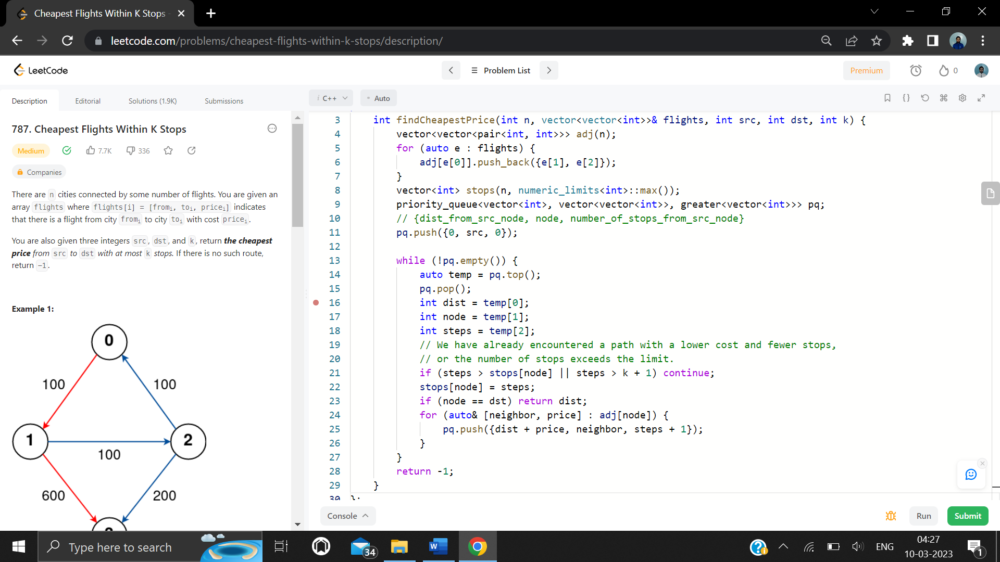 Cheapest Flights Within K Stops -
leetcode.com/problems/cheapest-flights-within-k-stops/description/
LeetCode
Problem List
Premium
0
Description
Editorial
Solutions (1.9K)
Submissions
i C++
Auto
787. Cheapest Flights Within K Stops
Medium
7.7K
336
Companies
There are n cities connected by some number of flights. You are given an
array flights where flights[i] = [fromi, toi, pricei] indicates
that there is a flight from city fromi to city toi with cost pricei.
You are also given three integers src, dst, and k, return the cheapest
price from src to dst with at most k stops. If there is no such route,
return -1.
Example 1:
0
100
100
1
2
100
600
200
3 int findCheapestPrice(int n, vector<vector<int>>& flights, int src, int dst, int k) {
4 vector<vector<pair<int, int>>> adj(n);
5 for (auto e : flights) {
6 adj[e[0]].push_back({e[1], e[2]});
7 }
8 vector<int> stops(n, numeric_limits<int>::max());
9 priority_queue<vector<int>, vector<vector<int>>, greater<vector<int>>> pq;
10 // {dist_from_src_node, node, number_of_stops_from_src_node}
11 pq.push({0, src, 0});
12
13 while (!pq.empty()) {
14 auto temp = pq.top();
15 pq.pop();
16 int dist = temp[0];
17 int node = temp[1];
18 int steps = temp[2];
19 // We have already encountered a path with a lower cost and fewer stops,
20 // or the number of stops exceeds the limit.
21 if (steps > stops[node] || steps > k + 1) continue;
22 stops[node] = steps;
23 if (node == dst) return dist;
24 for (auto& [neighbor, price] : adj[node]) {
25 pq.push({dist + price, neighbor, steps + 1});
26 }
27 }
28 return -1;
29 }
30 };
Console
Run
Submit
Type here to search
34
W
ENG
04:27
10-03-2023
1